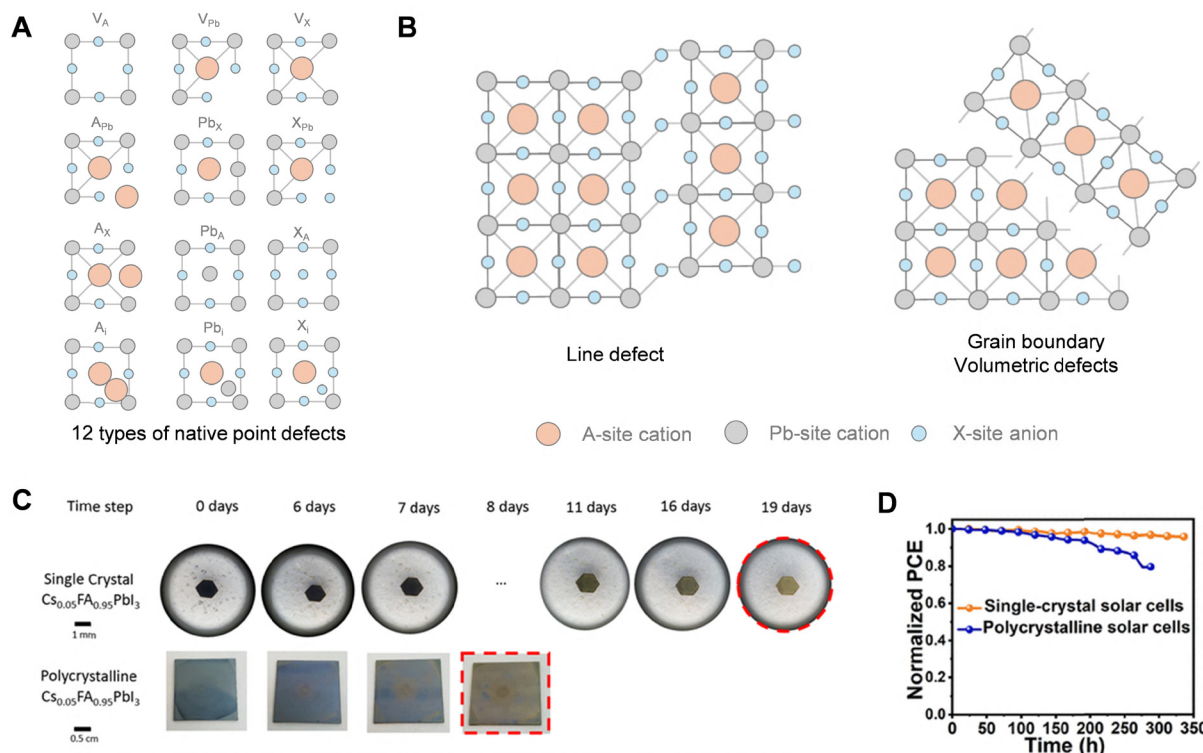 A
V_A V_Pb V_X
A_Pb Pb_X X_Pb
A_X Pb_A X_A
A_i Pb_i X_i
12 types of native point defects
B
Line defect
Grain boundary
Volumetric defects
A-site cation Pb-site cation X-site anion
C
Time step 0 days 6 days 7 days 8 days 11 days 16 days 19 days
Single Crystal
Cs₀.₀₅FA₀.₉₅PbI₃
...
1 mm
Polycrystalline
Cs₀.₀₅FA₀.₉₅PbI₃
0.5 cm
D
Normalized PCE
1.0
0.8
0.6
0.4
0.2
0.0
Single-crystal solar cells
Polycrystalline solar cells
0 50 100 150 200 250 300 350
Time (h)